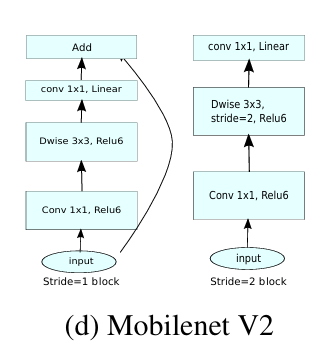 Add
conv 1x1, Linear
Dwise 3x3, Relu6
Conv 1x1, Relu6
input
Stride=1 block
conv 1x1, Linear
Dwise 3x3,
stride=2, Relu6
Conv 1x1, Relu6
input
Stride=2 block
(d) Mobilenet V2